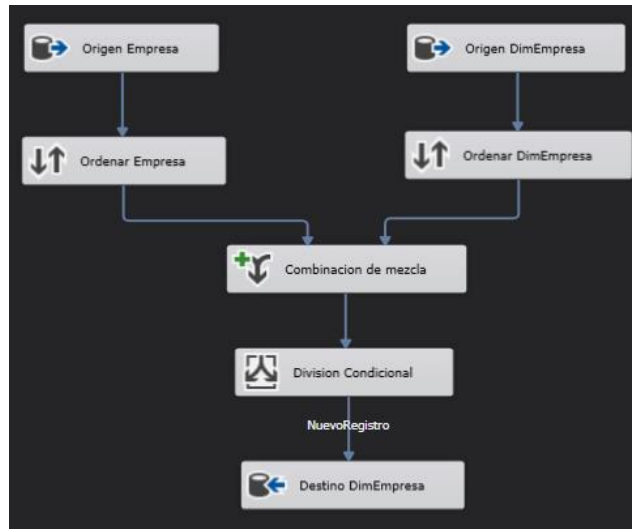 Origen Empresa
Origen DimEmpresa
Ordenar Empresa
Ordenar DimEmpresa
Combinacion de mezcla
Division Condicional
NuevoRegistro
Destino DimEmpresa